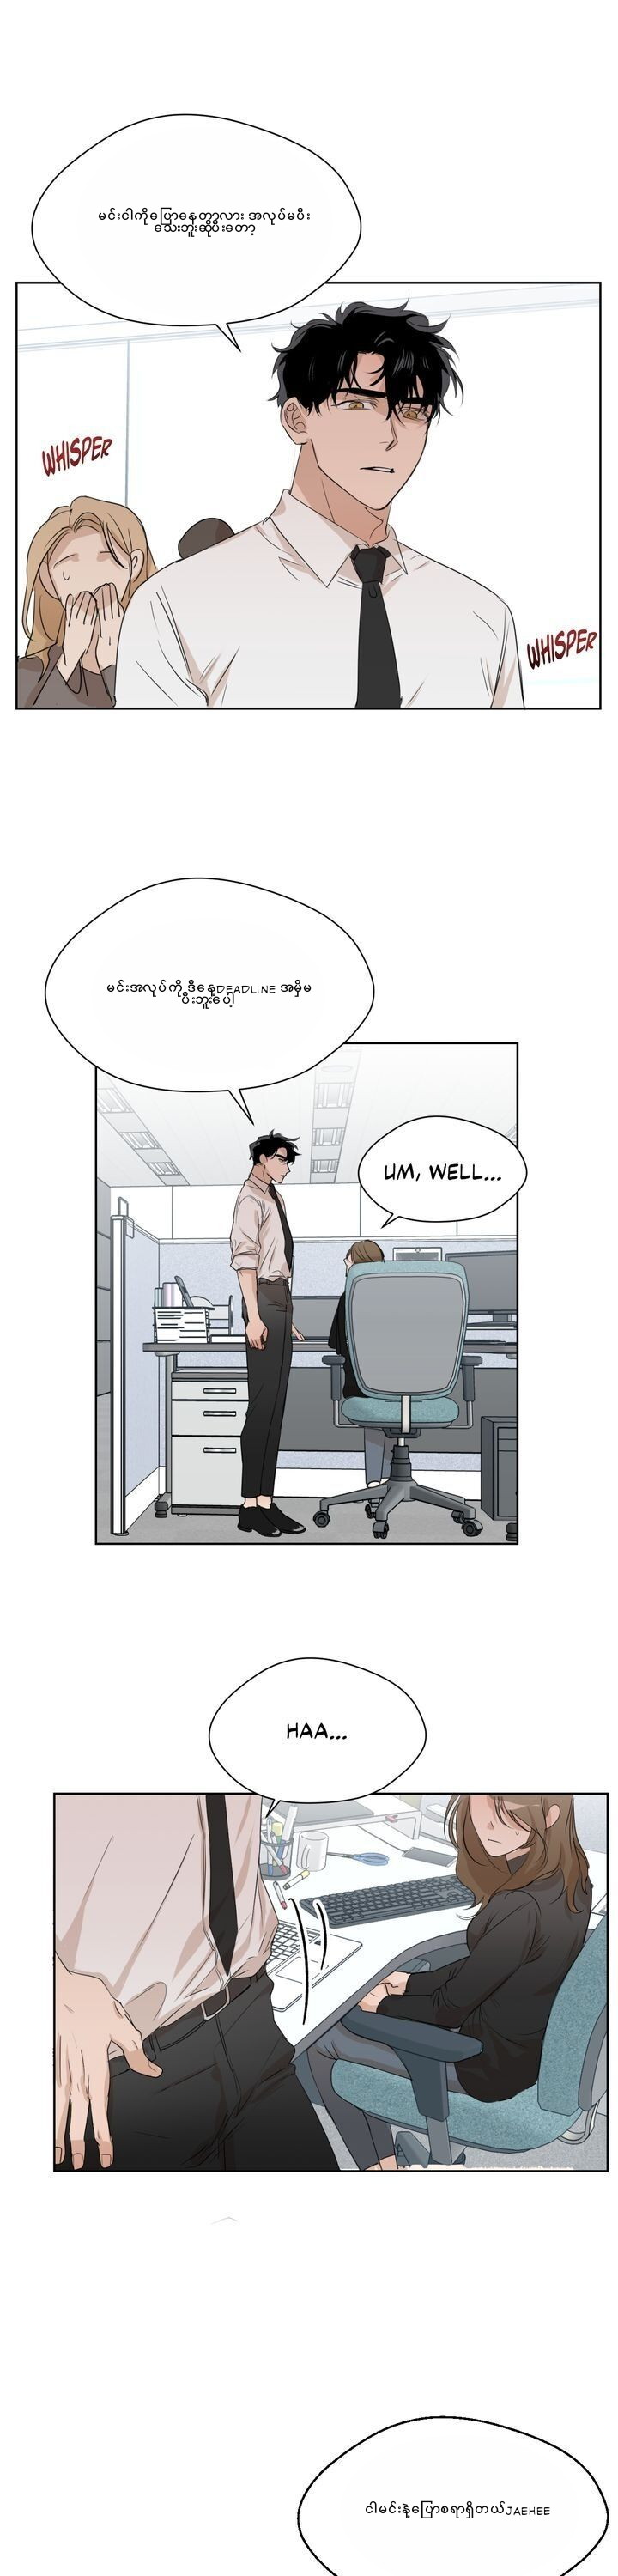 မင်းငါကိုပြောနေတာလား အလုပ်မပီး
သေးဘူးဆိုပီးတော့
WHISPER
WHISPER
မင်းအလုပ်ကို ဒီနေ့DEADLINE အမှီမ
ပီးဘူးပေါ့
UM, WELL...
HAA...
ငါမင်းနဲ့ပြောစရာရှိတယ်JAEHEE